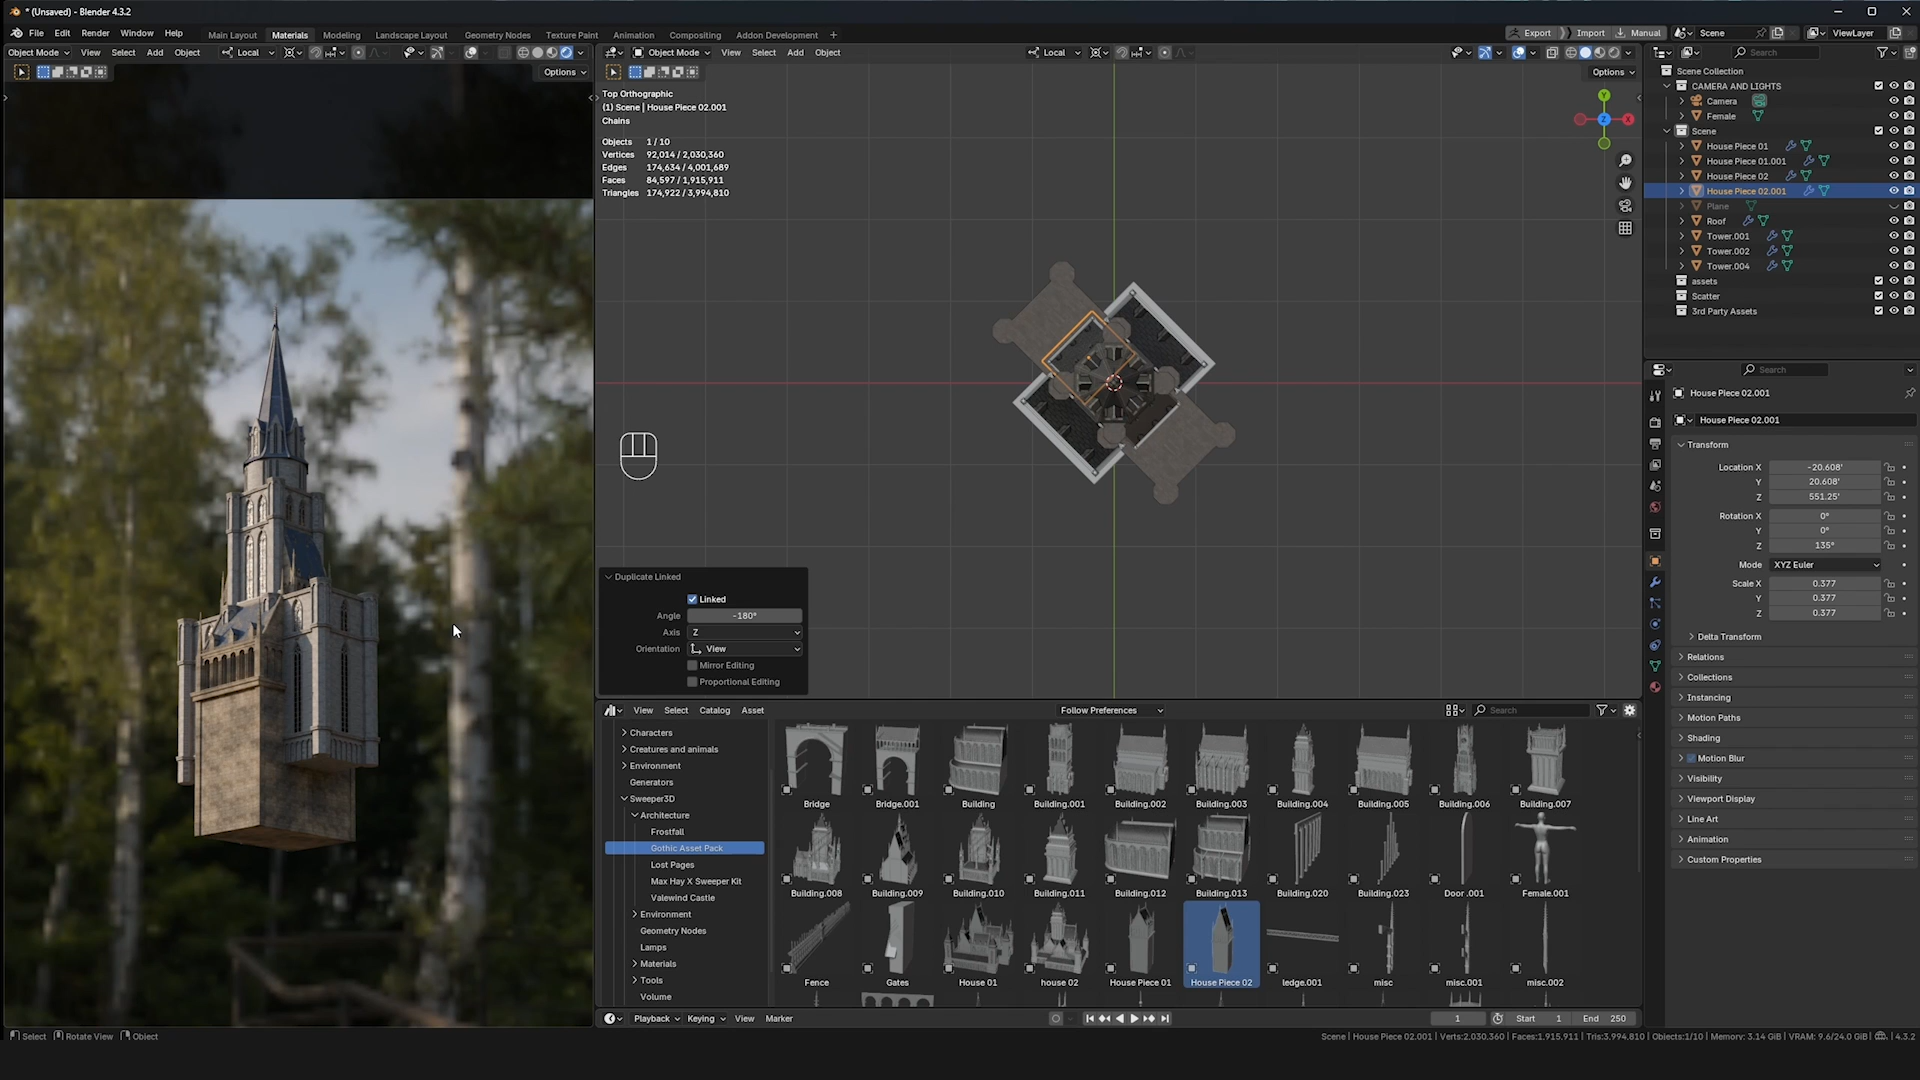 * (Unsaved) - Blender 4.3.2
File Edit Render Window Help Main Layout Materials Modeling Landscape Layout Geometry Nodes Texture Paint Animation Compositing Addon Development + Export Import Manual Scene ViewLayer
Object Mode View Select Add Object Local Object Mode View Select Add Object Local Search
Options Options
Top Orthographic
(1) Scene | House Piece 02.001
Chains
Objects 1 / 10
Vertices 92,014 / 2,030,360
Edges 174,634 / 4,001,689
Faces 84,597 / 1,915,911
Triangles 174,922 / 3,994,810
Y
Z X
Scene Collection
CAMERA AND LIGHTS
Camera
Female
Scene
House Piece 01
House Piece 01.001
House Piece 02
House Piece 02.001
Plane
Roof
Tower.001
Tower.002
Tower.004
assets
Scatter
3rd Party Assets
Search
House Piece 02.001
House Piece 02.001
Transform
Location X -20.608'
Y 20.608'
Z 551.25'
Rotation X 0°
Y 0°
Z 135°
Mode XYZ Euler
Scale X 0.377
Y 0.377
Z 0.377
Delta Transform
Relations
Collections
Instancing
Motion Paths
Shading
Motion Blur
Visibility
Viewport Display
Line Art
Animation
Custom Properties
Duplicate Linked
Linked
Angle -180°
Axis Z
Orientation View
Mirror Editing
Proportional Editing
View Select Catalog Asset Follow Preferences Search
Characters
Creatures and animals
Environment
Generators
Sweeper3D
Architecture
Frostfall
Gothic Asset Pack
Lost Pages
Max Hay X Sweeper Kit
Valewind Castle
Environment
Geometry Nodes
Lamps
Materials
Tools
Volume
Bridge Bridge.001 Building Building.001 Building.002 Building.003 Building.004 Building.005 Building.006 Building.007
Building.008 Building.009 Building.010 Building.011 Building.012 Building.013 Building.020 Building.023 Door .001 Female.001
Fence Gates House 01 house 02 House Piece 01 House Piece 02 ledge.001 misc misc.001 misc.002
Playback Keying View Marker 1 Start 1 End 250
Select Rotate View Object Scene | House Piece 02.001 | Verts:2,030,360 | Faces:1,915,911 | Tris:3,994,810 | Objects:1/10 | Memory: 3.14 GiB | VRAM: 9.6/24.0 GiB | 4.3.2